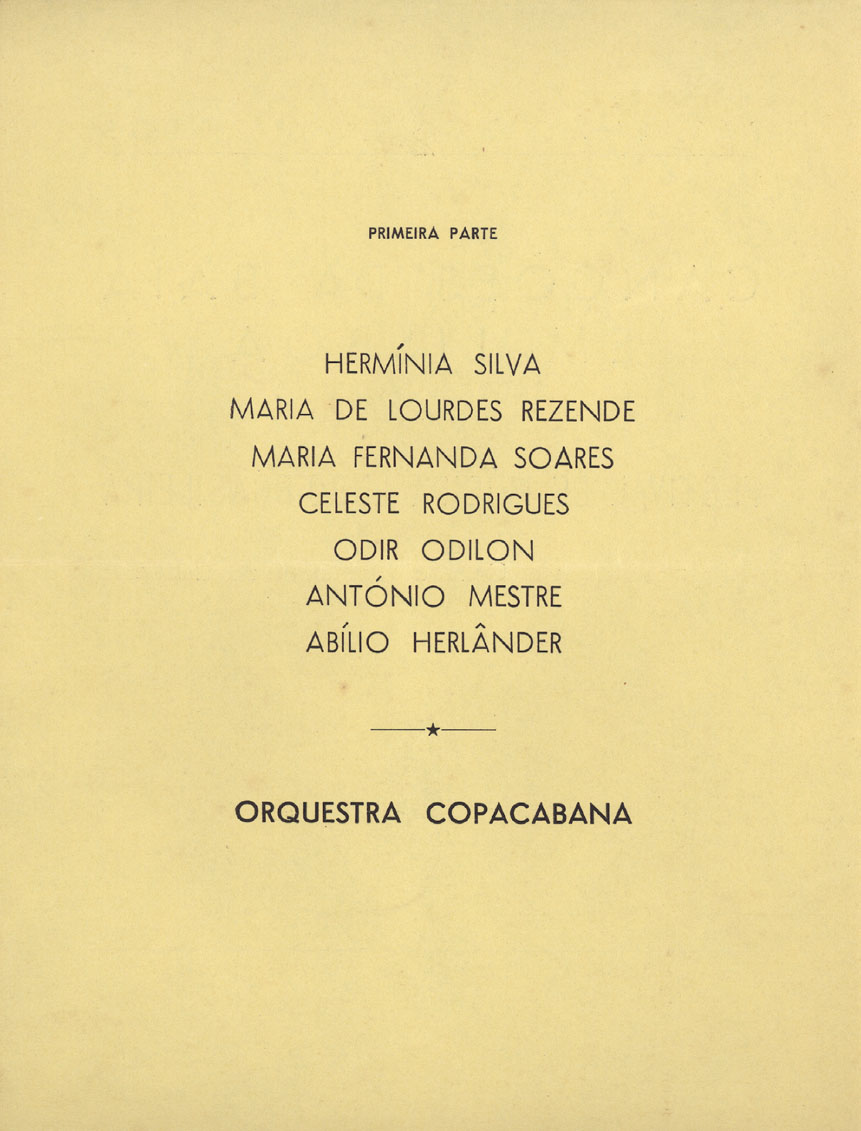 PRIMEIRA PARTE
HERMÍNIA SILVA
MARIA DE LOURDES REZENDE
MARIA FERNANDA SOARES
CELESTE RODRIGUES
ODIR ODILON
ANTÓNIO MESTRE
ABÍLIO HERLÂNDER
ORQUESTRA COPACABANA